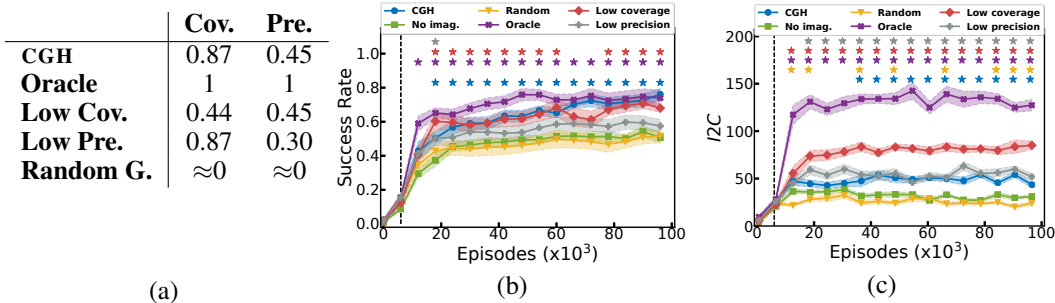 Cov. Pre.
CGH 0.87 0.45
Oracle 1 1
Low Cov. 0.44 0.45
Low Pre. 0.87 0.30
Random G. ≈0 ≈0
(a)
CGH Random Low coverage
No imag. Oracle Low precision
Success Rate
1.0
0.8
0.6
0.4
0.2
0.0
0 20 40 60 80 100
Episodes (x10³)
(b)
CGH Random Low coverage
No imag. Oracle Low precision
I2C
200
150
100
50
0
0 20 40 60 80 100
Episodes (x10³)
(c)